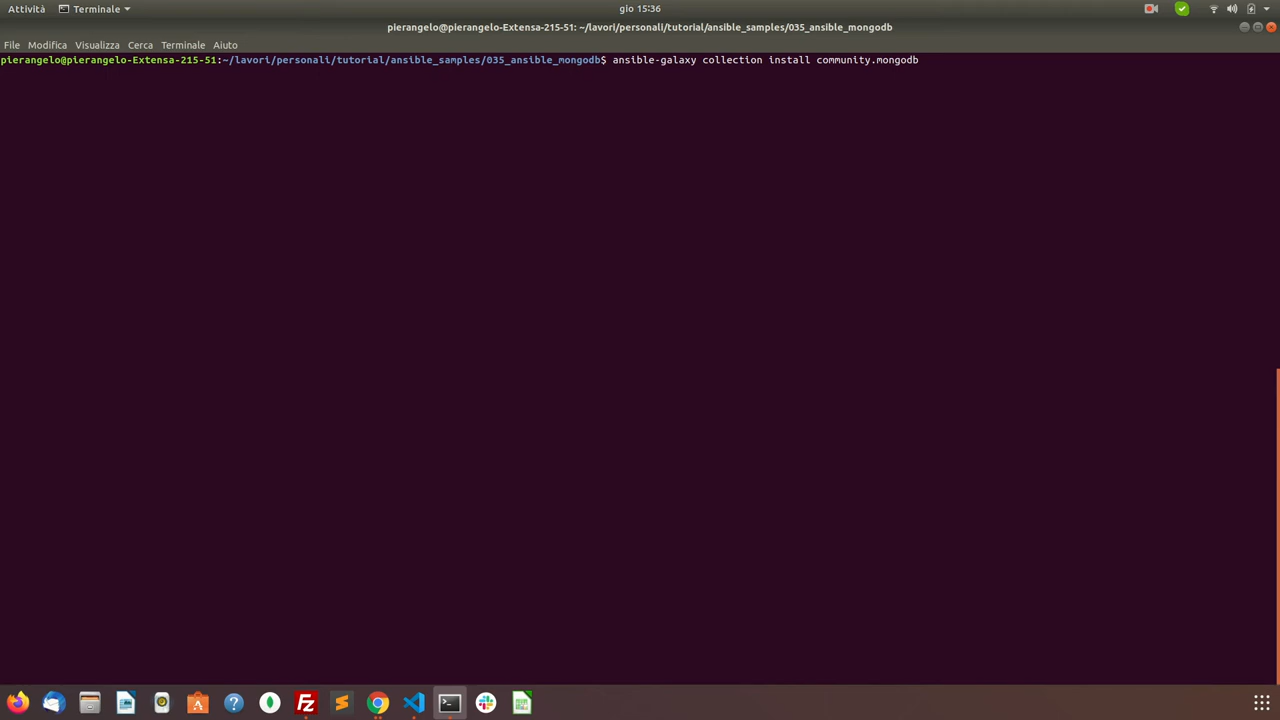 Attività Terminale gio 15:36
pierangelo@pierangelo-Extensa-215-51: ~/lavori/personali/tutorial/ansible_samples/035_ansible_mongodb
File Modifica Visualizza Cerca Terminale Aiuto
pierangelo@pierangelo-Extensa-215-51:~/lavori/personali/tutorial/ansible_samples/035_ansible_mongodb$ ansible-galaxy collection install community.mongodb